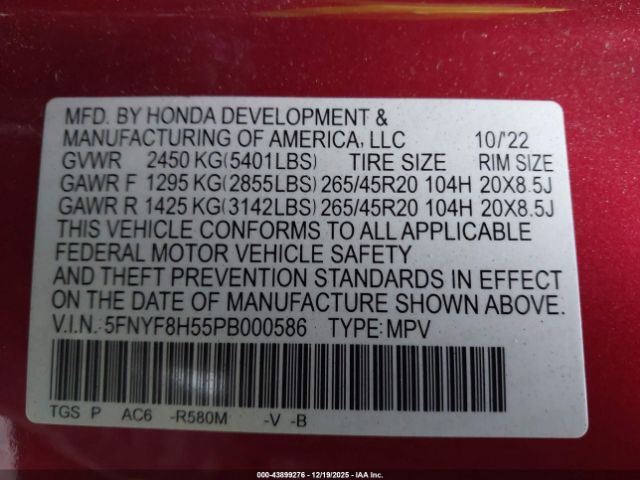 MFD. BY HONDA DEVELOPMENT &
MANUFACTURING OF AMERICA, LLC 10/'22
GVWR 2450 KG(5401LBS) TIRE SIZE RIM SIZE
GAWR F 1295 KG(2855LBS) 265/45R20 104H 20X8.5J
GAWR R 1425 KG(3142LBS) 265/45R20 104H 20X8.5J
THIS VEHICLE CONFORMS TO ALL APPLICABLE
FEDERAL MOTOR VEHICLE SAFETY
AND THEFT PREVENTION STANDARDS IN EFFECT
ON THE DATE OF MANUFACTURE SHOWN ABOVE.
V.I.N.: 5FNYF8H55PB000586 TYPE: MPV
TGS P AC6 -R580M -V -B
000-43899276 • 12/19/2025 • IAA Inc.